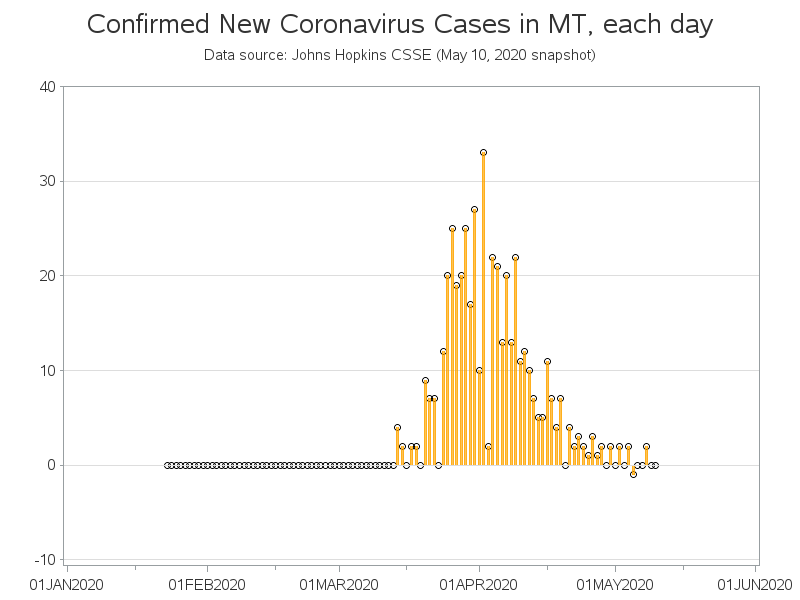 Confirmed New Coronavirus Cases in MT, each day
Data source: Johns Hopkins CSSE (May 10, 2020 snapshot)
40
30
20
10
0
-10
01JAN2020 01FEB2020 01MAR2020 01APR2020 01MAY2020 01JUN2020